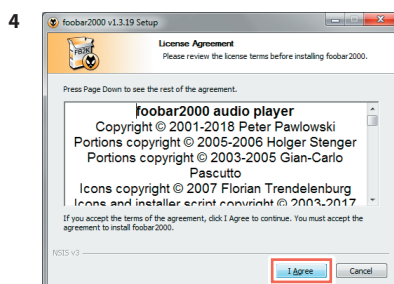 4
foobar2000 v1.3.19 Setup
License Agreement
Please review the license terms before installing foobar2000.
Press Page Down to see the rest of the agreement.
foobar2000 audio player
Copyright © 2001-2018 Peter Pawlowski
Portions copyright © 2005-2006 Holger Stenger
Portions copyright © 2003-2005 Gian-Carlo
Pascutto
Icons copyright © 2007 Florian Trendelenburg
Icons and installer script copyright © 2003-2017
If you accept the terms of the agreement, click I Agree to continue. You must accept the
agreement to install foobar2000.
NSIS v3
I Agree
Cancel